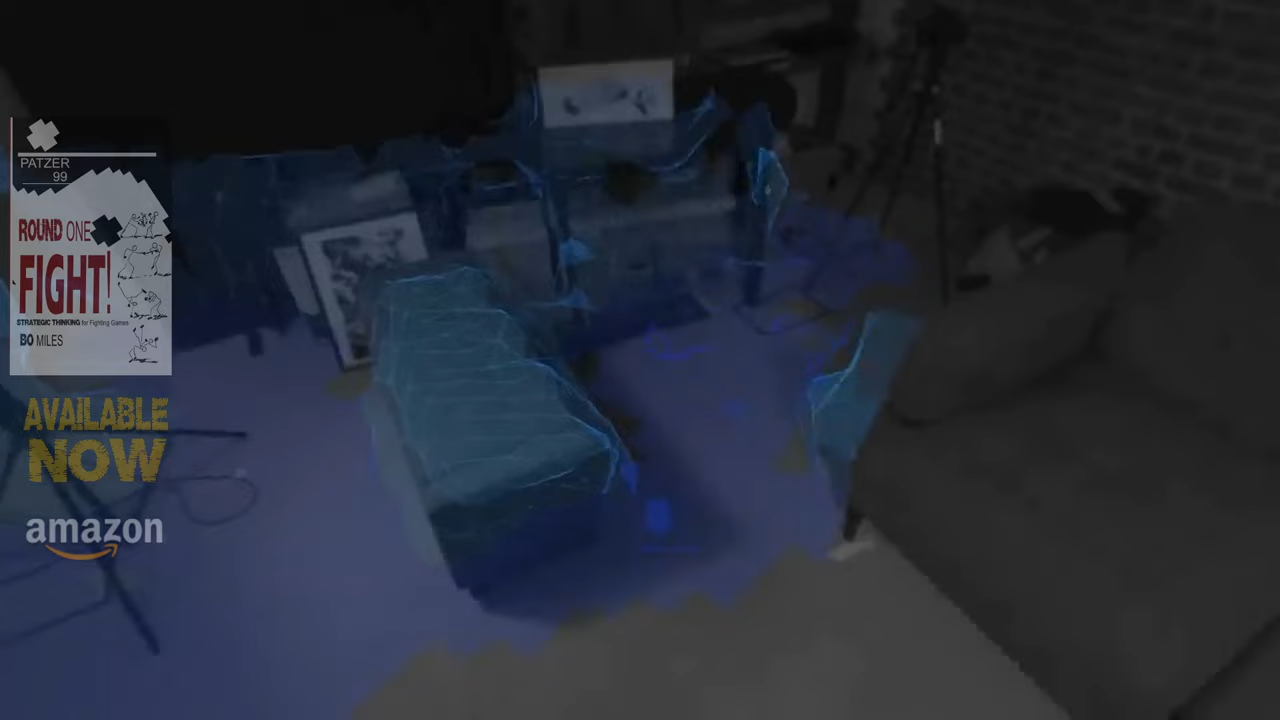 PATZER
99
ROUND ONE
FIGHT!
STRATEGIC THINKING for Fighting Games
BO MILES
AVAILABLE
NOW
amazon